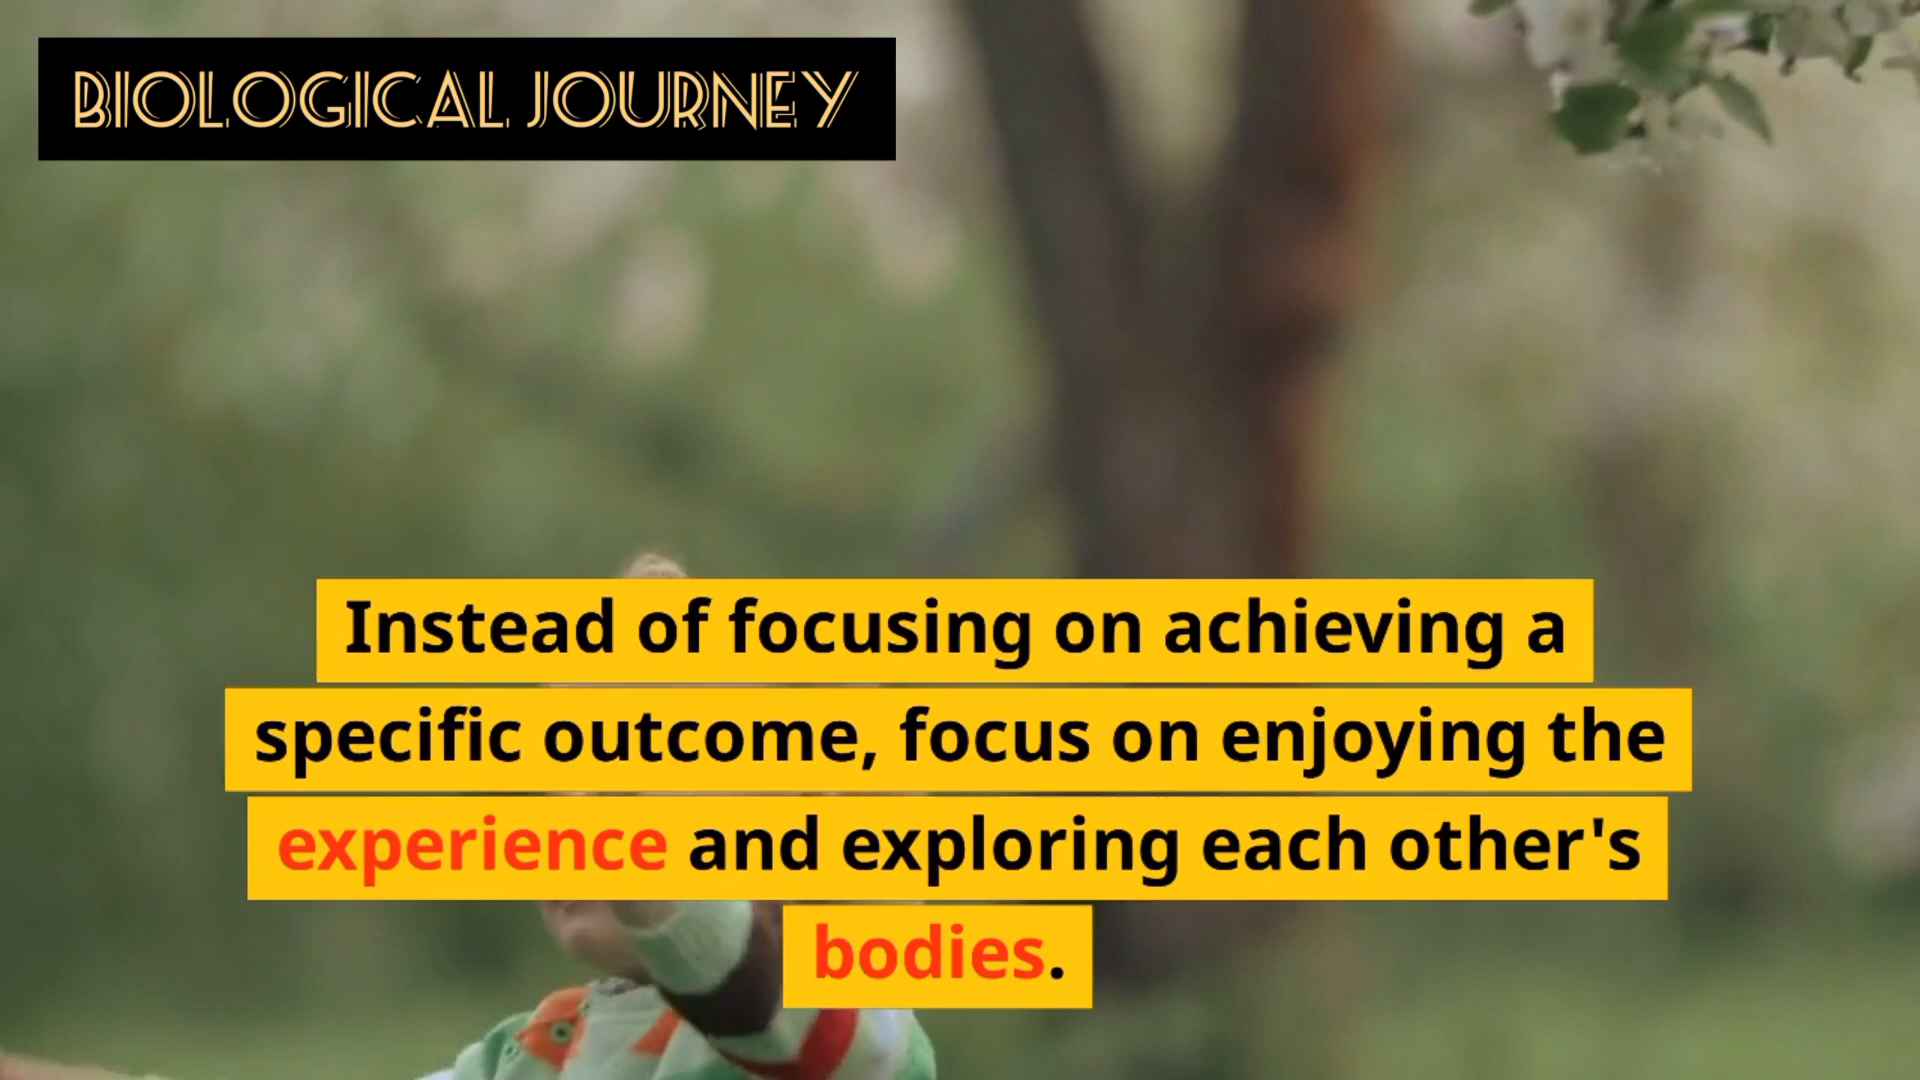 BIOLOGICAL JOURNEY
Instead of focusing on achieving a
specific outcome, focus on enjoying the
experience and exploring each other's
bodies.